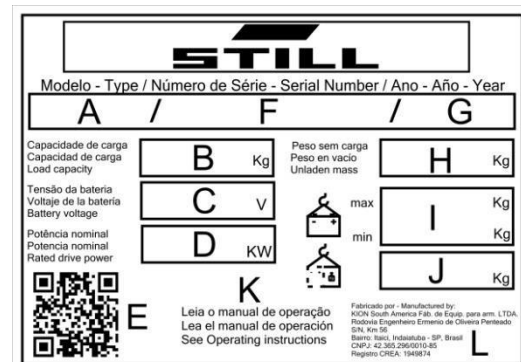 STILL
Modelo - Type / Número de Série - Serial Number / Ano - Año - Year
A / F / G
Capacidade de carga
Capacidad de carga
Load capacity
B Kg
Peso sem carga
Peso en vacío
Unladen mass
H Kg
Tensão da bateria
Voltaje de la batería
Battery voltage
C V
max
min
I
Kg
Kg
Potência nominal
Potencia nominal
Rated drive power
D KW
J Kg
E
K
Leia o manual de operação
Lea el manual de operación
See Operating instructions
Fabricado por - Manufactured by:
KION South America Fáb. de Equip. para arm. LTDA.
Rodovia Engenheiro Ermenio de Oliveira Penteado
S/N, Km 56
Bairro: Itaici, Indaiatuba - SP, Brasil
CNPJ: 42.365.296/0010-85
Registro CREA: 1949874
L